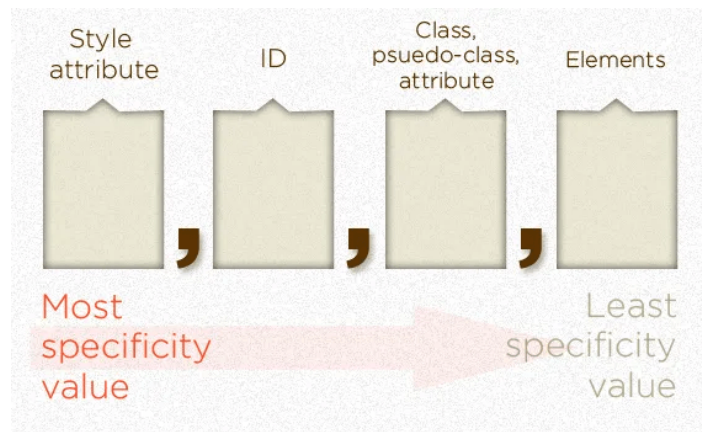 Style
attribute
ID
Class,
psuedo-class,
attribute
Elements
, , ,
Most
specificity
value
Least
specificity
value